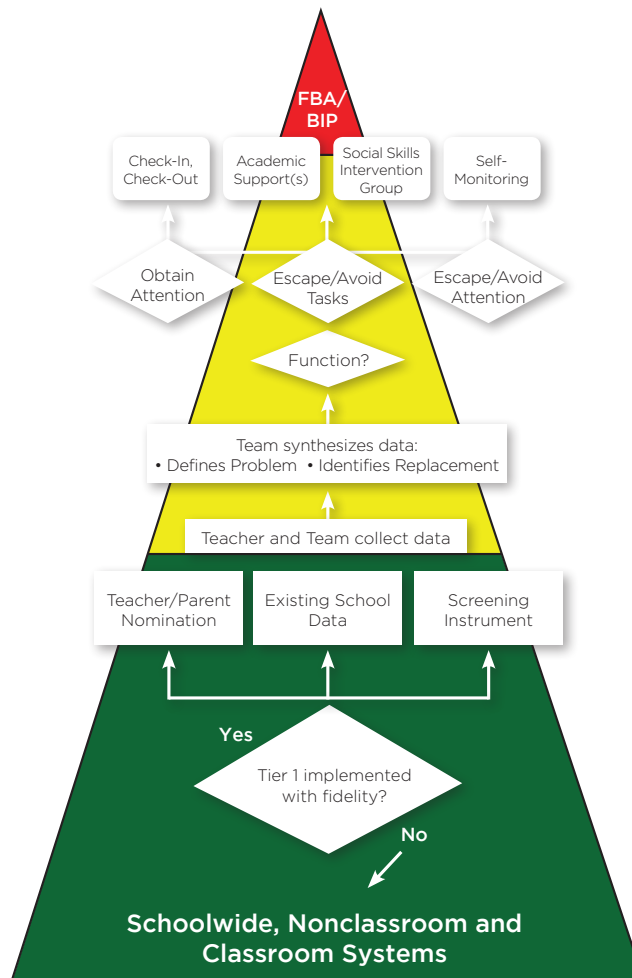 FBA/
BIP
Check-In,
Check-Out
Academic
Support(s)
Social Skills
Intervention
Group
Self-
Monitoring
Obtain
Attention
Escape/Avoid
Tasks
Escape/Avoid
Attention
Function?
Team synthesizes data:
• Defines Problem • Identifies Replacement
Teacher and Team collect data
Teacher/Parent
Nomination
Existing School
Data
Screening
Instrument
Yes
Tier 1 implemented
with fidelity?
No
Schoolwide, Nonclassroom and
Classroom Systems